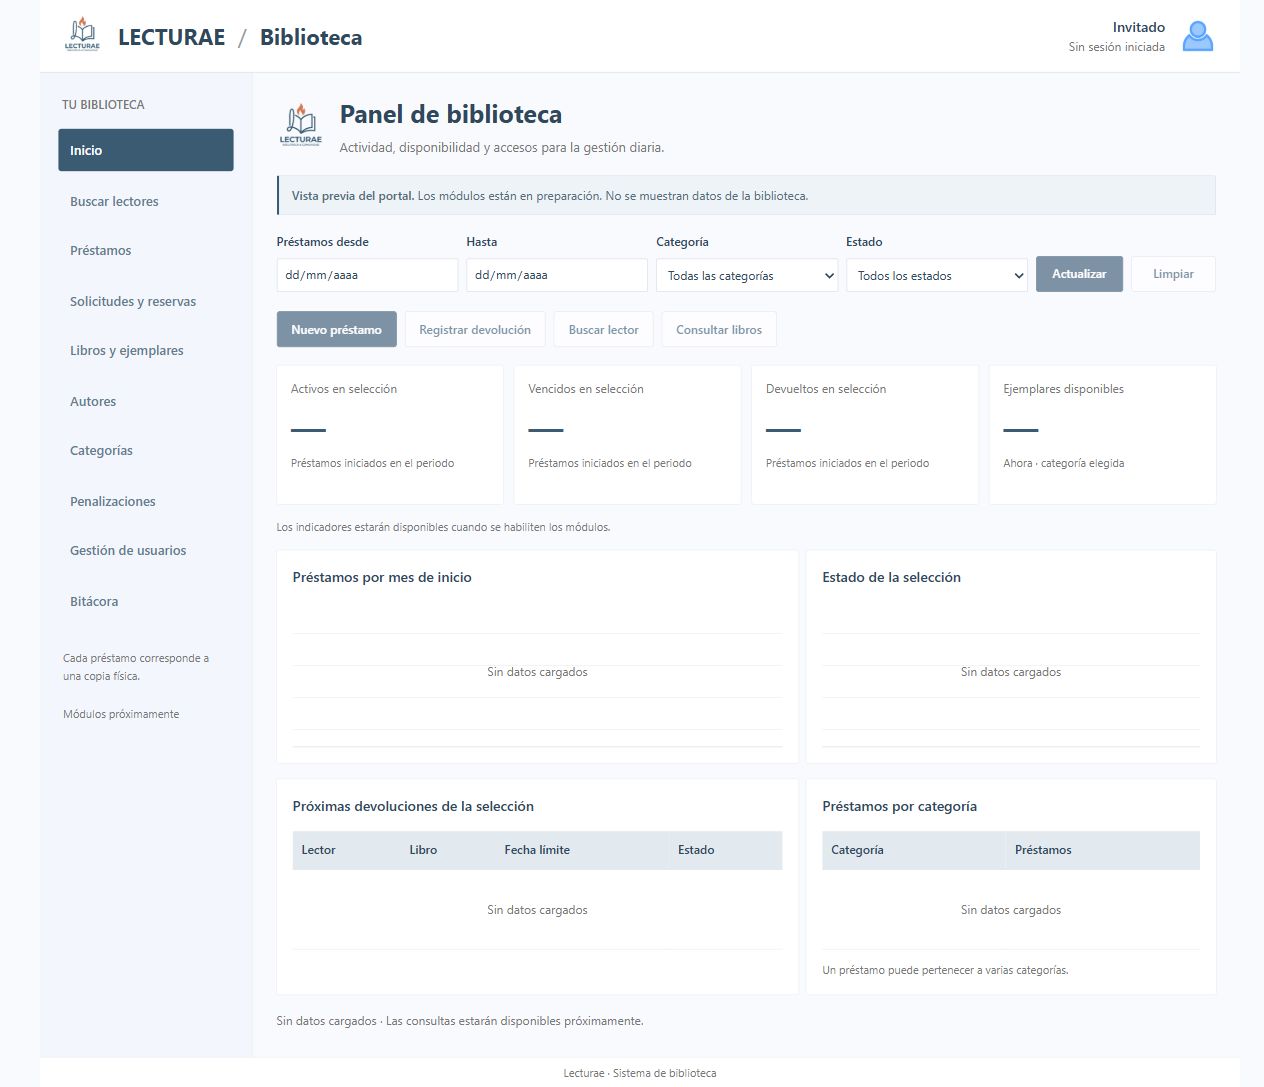 LECTURAE
LECTURAE / Biblioteca
Invitado
Sin sesión iniciada
TU BIBLIOTECA
Inicio
Buscar lectores
Préstamos
Solicitudes y reservas
Libros y ejemplares
Autores
Categorías
Penalizaciones
Gestión de usuarios
Bitácora
Cada préstamo corresponde a
una copia física.
Módulos próximamente
LECTURAE
Panel de biblioteca
Actividad, disponibilidad y accesos para la gestión diaria.
Vista previa del portal. Los módulos están en preparación. No se muestran datos de la biblioteca.
Préstamos desde
Hasta
Categoría
Estado
dd/mm/aaaa
dd/mm/aaaa
Todas las categorías
Todos los estados
Actualizar
Limpiar
Nuevo préstamo
Registrar devolución
Buscar lector
Consultar libros
Activos en selección
Préstamos iniciados en el periodo
Vencidos en selección
Préstamos iniciados en el periodo
Devueltos en selección
Préstamos iniciados en el periodo
Ejemplares disponibles
Ahora · categoría elegida
Los indicadores estarán disponibles cuando se habiliten los módulos.
Préstamos por mes de inicio
Sin datos cargados
Estado de la selección
Sin datos cargados
Próximas devoluciones de la selección
Lector Libro Fecha límite Estado
Sin datos cargados
Préstamos por categoría
Categoría Préstamos
Sin datos cargados
Un préstamo puede pertenecer a varias categorías.
Sin datos cargados · Las consultas estarán disponibles próximamente.
Lecturae · Sistema de biblioteca